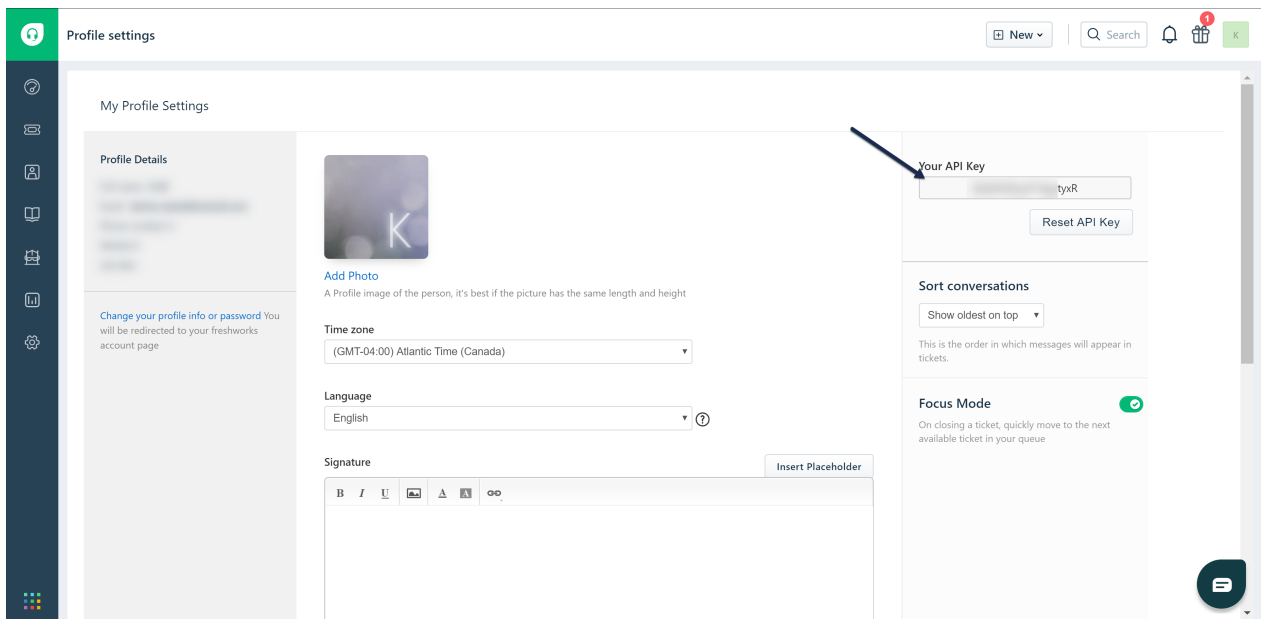 Profile settings
New
Search
1
K
My Profile Settings
Profile Details
Change your profile info or password You
will be redirected to your freshworks
account page
K
Add Photo
A Profile image of the person, it's best if the picture has the same length and height
Time zone
(GMT-04:00) Atlantic Time (Canada)
Language
English
?
Signature
Insert Placeholder
B I U A A
Your API Key
tyxR
Reset API Key
Sort conversations
Show oldest on top
This is the order in which messages will appear in
tickets.
Focus Mode
On closing a ticket, quickly move to the next
available ticket in your queue